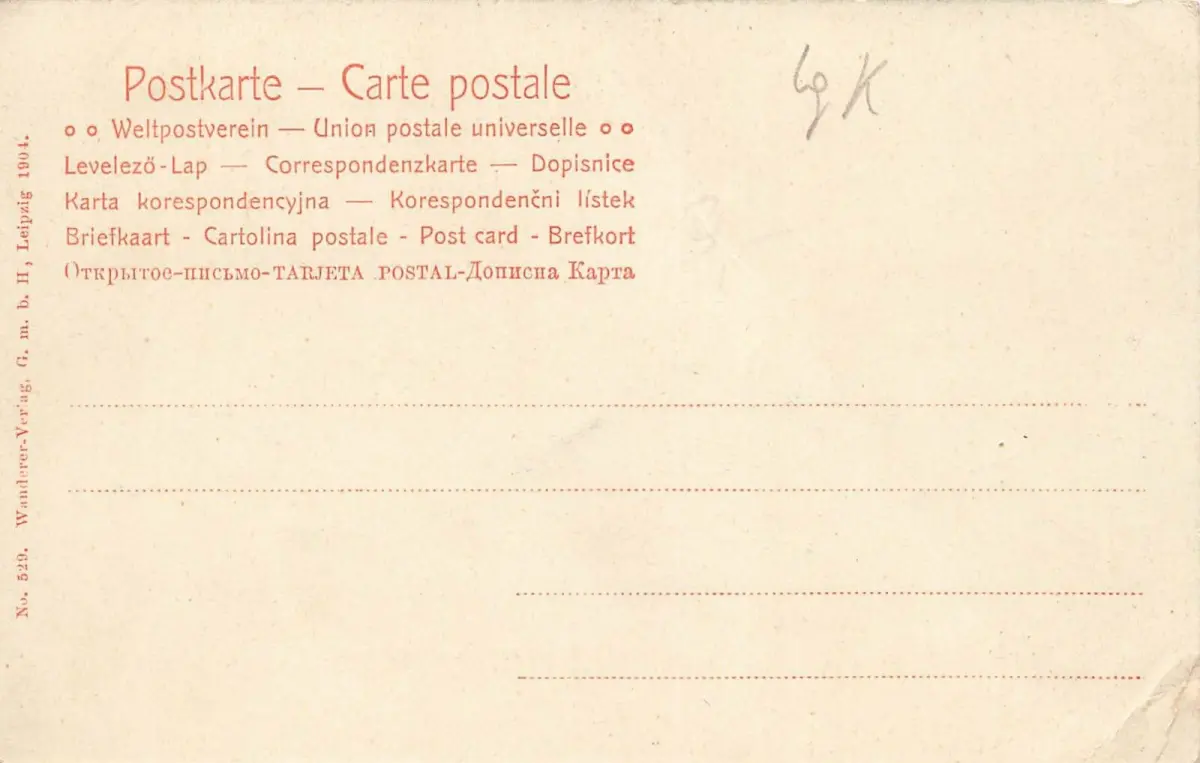 Postkarte — Carte postale
Weltpostverein — Union postale universelle
Levelező-Lap — Correspondenzkarte — Dopisnice
Karta korespondencyjna — Korespondenčni lístek
Briefkaart - Cartolina postale - Post card - Brefkort
Открытое-письмо-TARJETA POSTAL-Дописна Карта
No. 529. Wanderer-Verlag, G. m. b. H., Leipzig 1904.